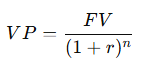 VP = FV / (1 + r)^n